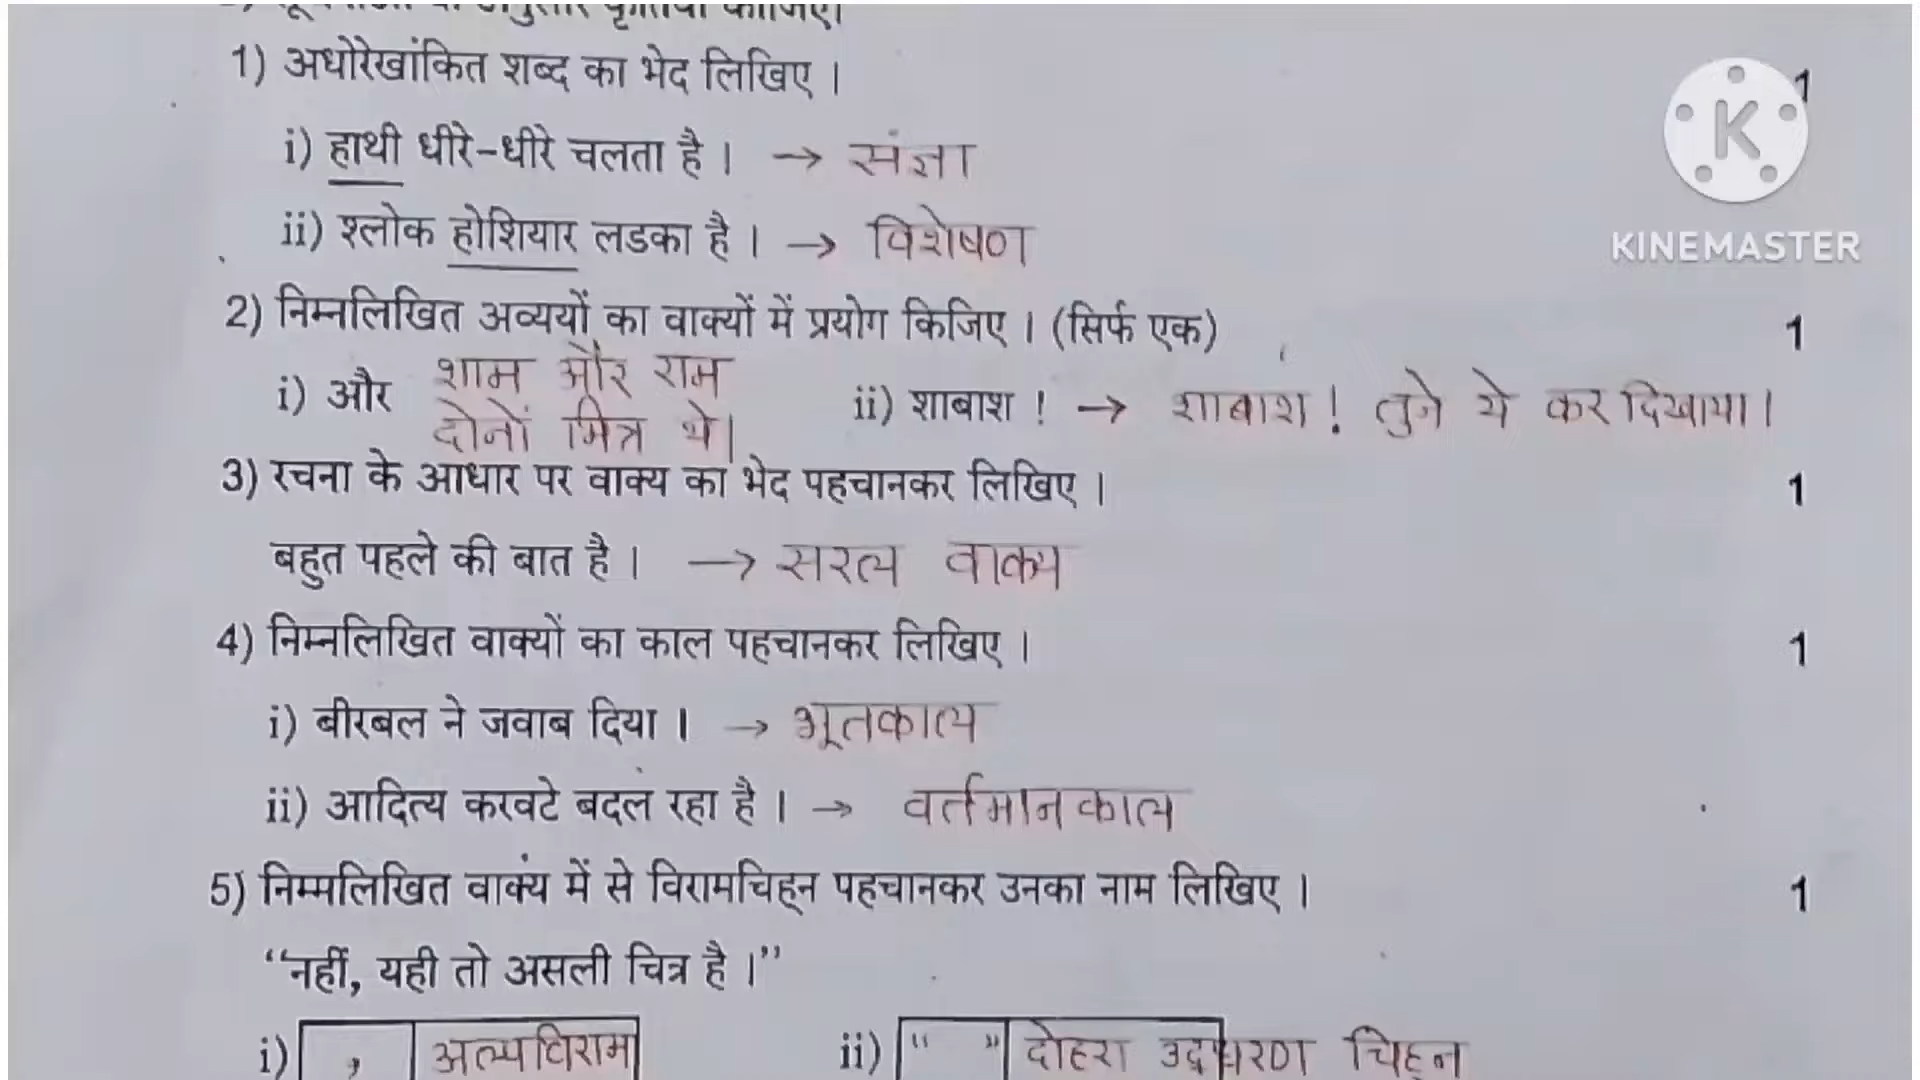 1) अधोरेखांकित शब्द का भेद लिखिए । 1
i) हाथी धीरे-धीरे चलता है । → संज्ञा
ii) श्लोक होशियार लडका है । → विशेषण
KINEMASTER
2) निम्नलिखित अव्ययों का वाक्यों में प्रयोग किजिए । (सिर्फ एक) 1
i) और शाम और राम
दोनों मित्र थे।
ii) शाबाश ! → शाबाश ! तुने ये कर दिखाया ।
3) रचना के आधार पर वाक्य का भेद पहचानकर लिखिए । 1
बहुत पहले की बात है । → सरल वाक्य
4) निम्नलिखित वाक्यों का काल पहचानकर लिखिए । 1
i) बीरबल ने जवाब दिया । → भूतकाल
ii) आदित्य करवटे बदल रहा है । → वर्तमानकाल
5) निम्मलिखित वाक्यं में से विरामचिह्न पहचानकर उनका नाम लिखिए । 1
“नहीं, यही तो असली चित्र है ।”
i) , अल्पविराम ii) “ ” दोहरा उद्धरण चिह्न